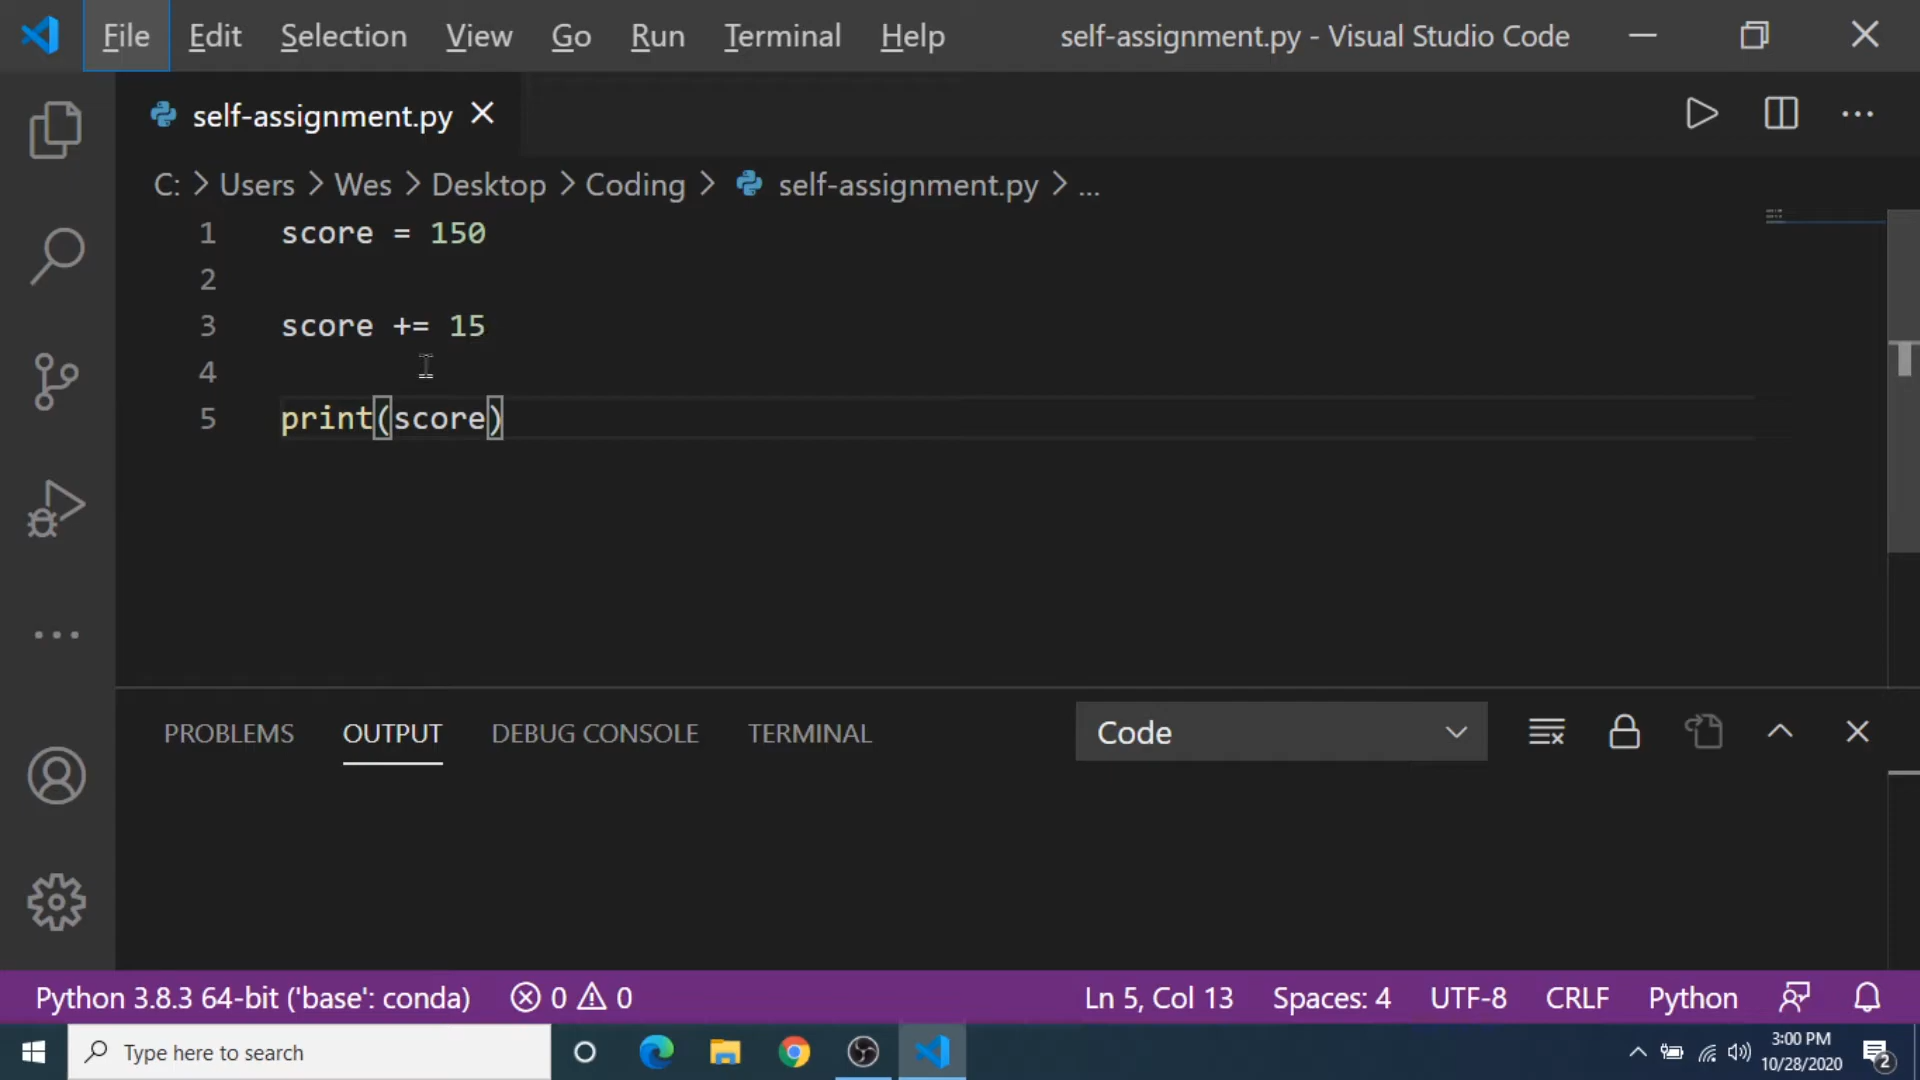 File Edit Selection View Go Run Terminal Help self-assignment.py - Visual Studio Code
self-assignment.py
C: > Users > Wes > Desktop > Coding > self-assignment.py > ...
1 score = 150
2
3 score += 15
4
5 print(score)
PROBLEMS OUTPUT DEBUG CONSOLE TERMINAL Code
Python 3.8.3 64-bit ('base': conda) 0 0 Ln 5, Col 13 Spaces: 4 UTF-8 CRLF Python
Type here to search
3:00 PM
10/28/2020
2